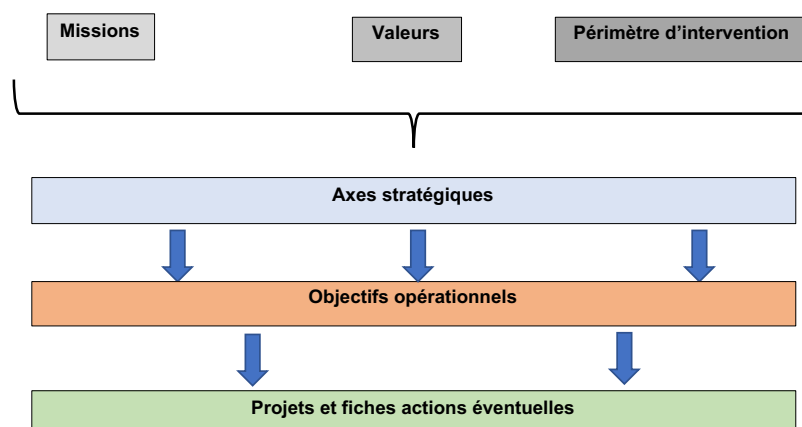 Missions
Valeurs
Périmètre d’intervention
Axes stratégiques
Objectifs opérationnels
Projets et fiches actions éventuelles